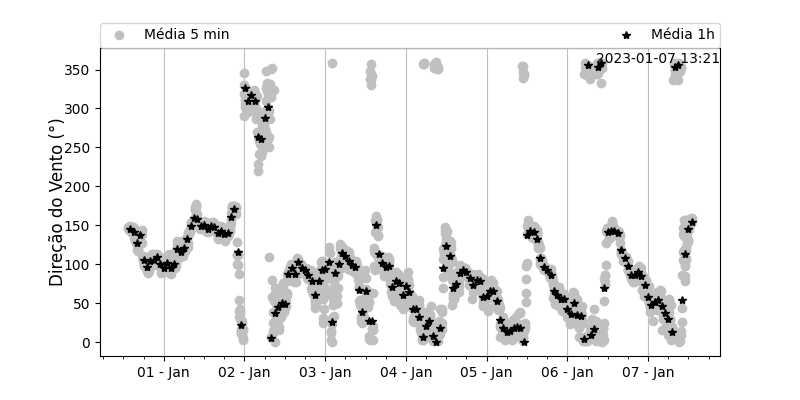 Média 5 min
Média 1h
2023-01-07 13:21
Direção do Vento (°)
350
300
250
200
150
100
50
0
01 - Jan
02 - Jan
03 - Jan
04 - Jan
05 - Jan
06 - Jan
07 - Jan